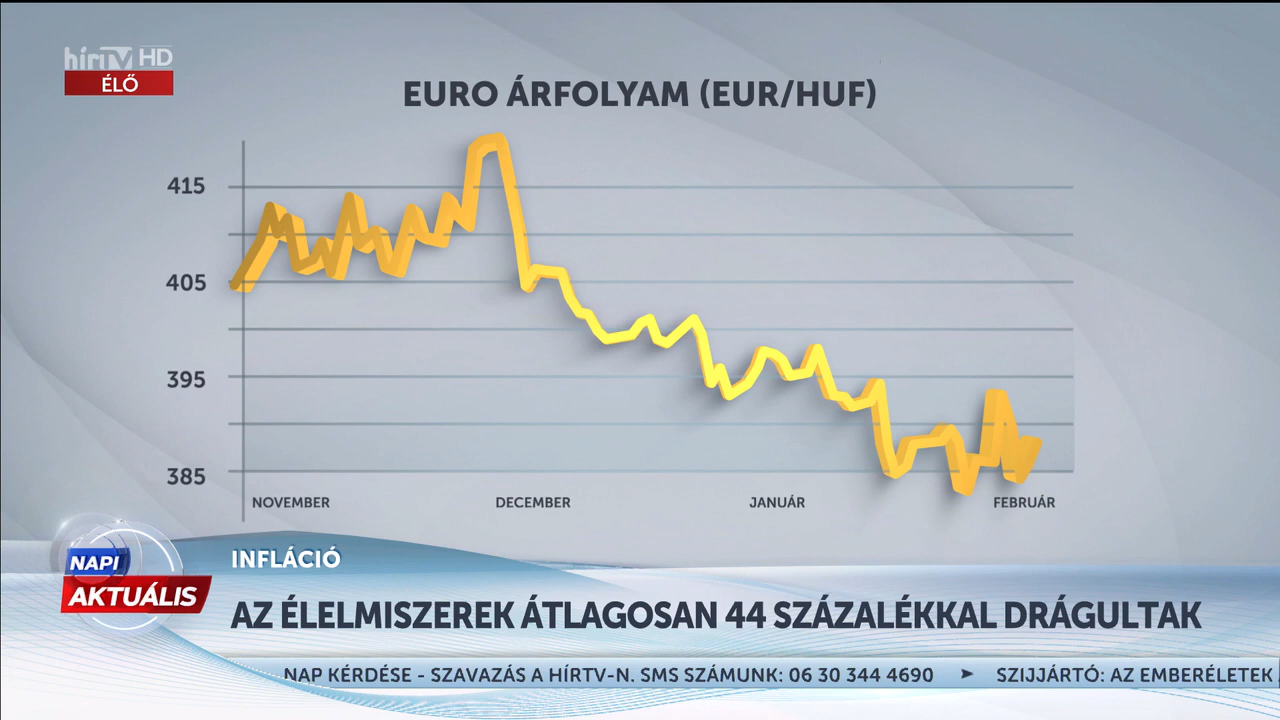 hírTV HD
ÉLŐ
EURO ÁRFOLYAM (EUR/HUF)
415
405
395
385
NOVEMBER
DECEMBER
JANUÁR
FEBRUÁR
NAPI
AKTUÁLIS
INFLÁCIÓ
AZ ÉLELMISZEREK ÁTLAGOSAN 44 SZÁZALÉKKAL DRÁGULTAK
NAP KÉRDÉSE - SZAVAZÁS A HÍRTV-N. SMS SZÁMUNK: 06 30 344 4690 ➤ SZIJJÁRTÓ: AZ EMBERÉLETEK